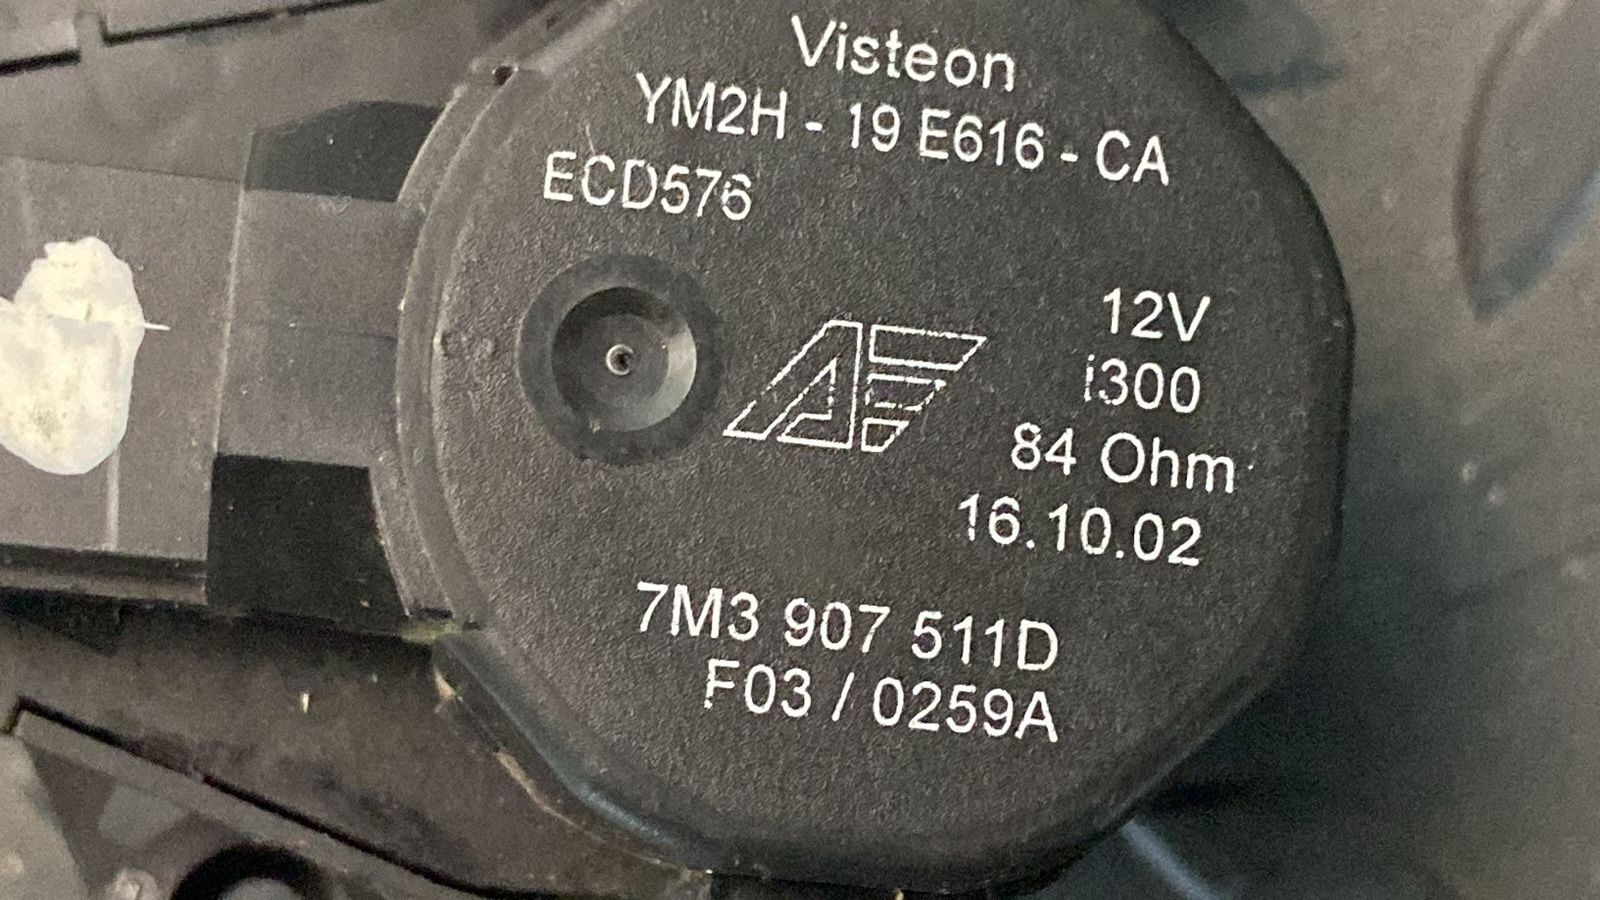 Visteon
YM2H - 19 E616 - CA
ECD576
12V
i300
84 Ohm
16.10.02
7M3 907 511D
F03 / 0259A